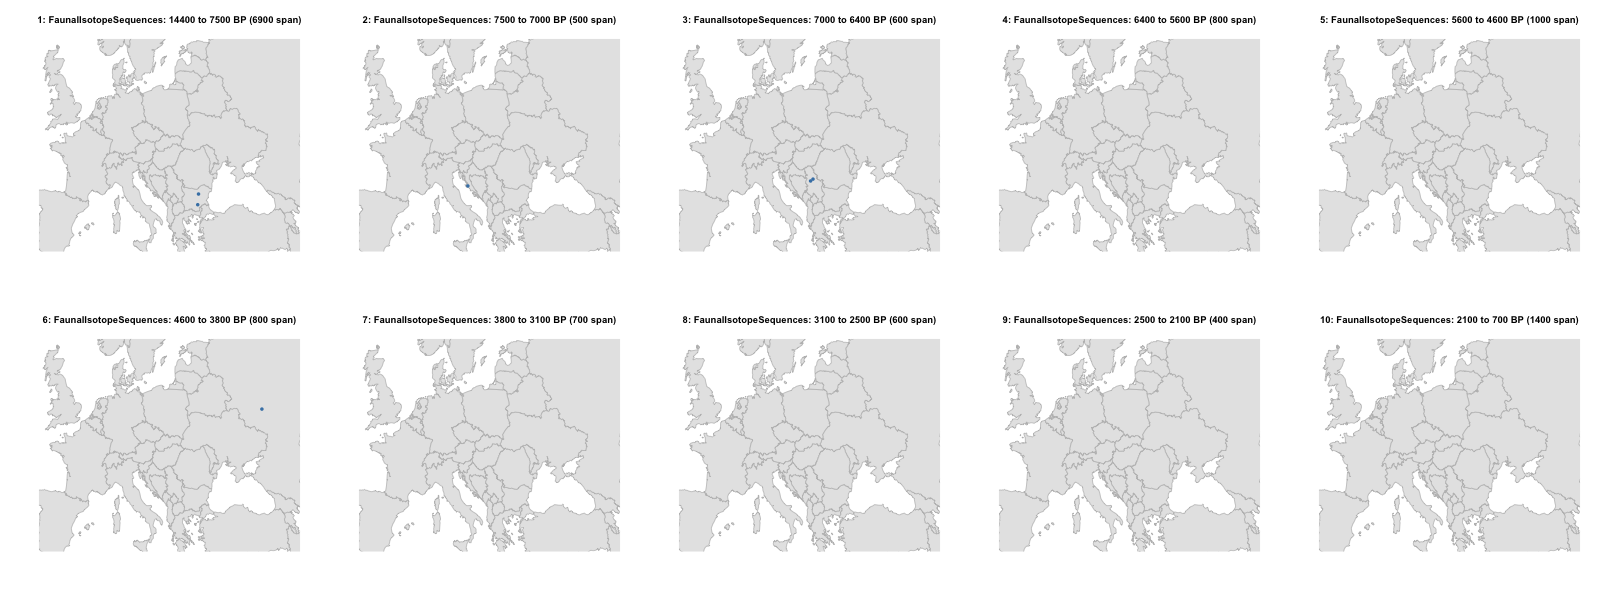 1: FaunalIsotopeSequences: 14400 to 7500 BP (6900 span)
2: FaunalIsotopeSequences: 7500 to 7000 BP (500 span)
3: FaunalIsotopeSequences: 7000 to 6400 BP (600 span)
4: FaunalIsotopeSequences: 6400 to 5600 BP (800 span)
5: FaunalIsotopeSequences: 5600 to 4600 BP (1000 span)
6: FaunalIsotopeSequences: 4600 to 3800 BP (800 span)
7: FaunalIsotopeSequences: 3800 to 3100 BP (700 span)
8: FaunalIsotopeSequences: 3100 to 2500 BP (600 span)
9: FaunalIsotopeSequences: 2500 to 2100 BP (400 span)
10: FaunalIsotopeSequences: 2100 to 700 BP (1400 span)